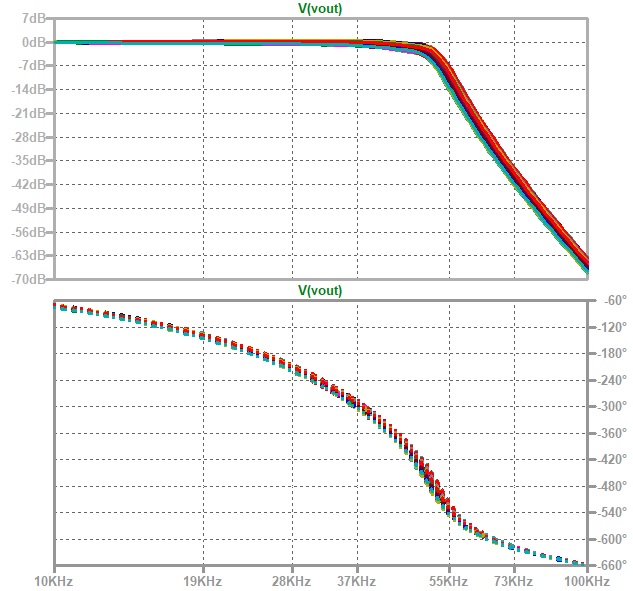 V(vout)
7dB
0dB
-7dB
-14dB
-21dB
-28dB
-35dB
-42dB
-49dB
-56dB
-63dB
-70dB
V(vout)
-60°
-120°
-180°
-240°
-300°
-360°
-420°
-480°
-540°
-600°
-660°
10KHz 19KHz 28KHz 37KHz 55KHz 73KHz 100KHz